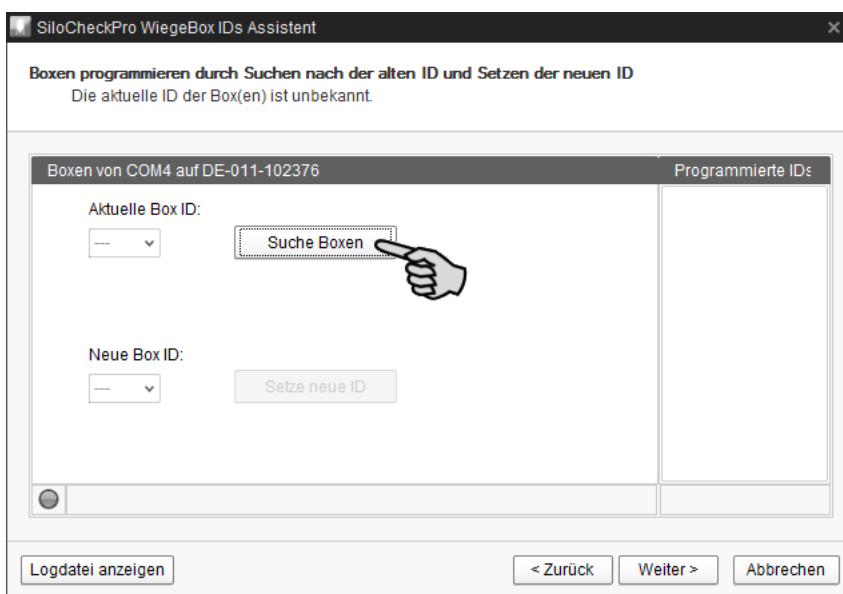 SiloCheckPro WiegeBox IDs Assistent
Boxen programmieren durch Suchen nach der alten ID und Setzen der neuen ID
Die aktuelle ID der Box(en) ist unbekannt.
Boxen von COM4 auf DE-011-102376
Programmierte IDs
Aktuelle Box ID:
---
Suche Boxen
Neue Box ID:
---
Setze neue ID
Logdatei anzeigen
< Zurück
Weiter >
Abbrechen